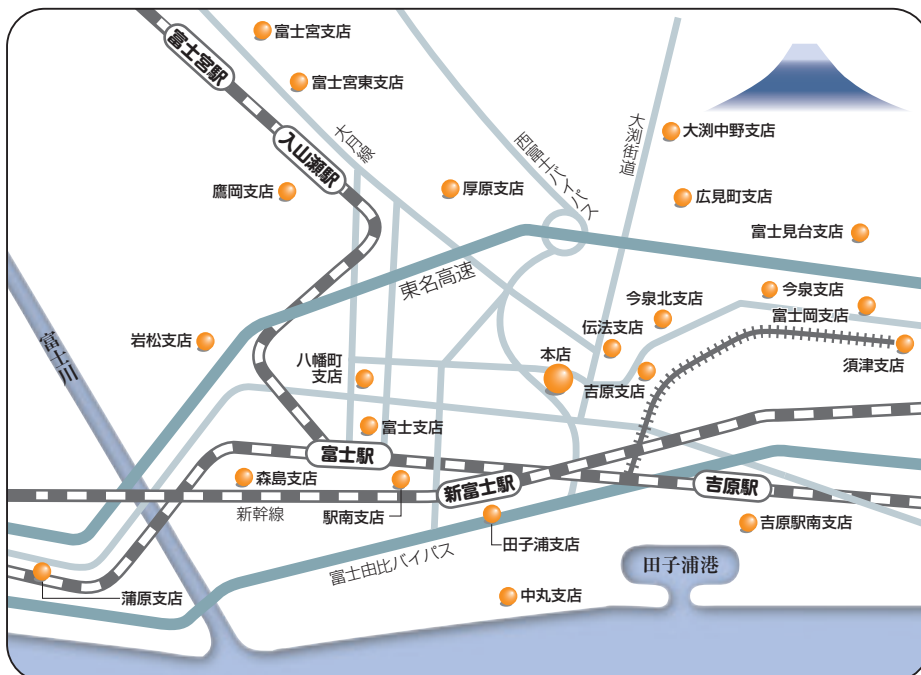 富士宮支店
富士宮駅
富士宮東支店
大月線
西富士バイパス
大渕街道
大渕中野支店
入山瀬駅
鷹岡支店
厚原支店
広見町支店
富士見台支店
東名高速
今泉支店
今泉北支店
富士岡支店
伝法支店
岩松支店
富士川
須津支店
本店
八幡町
支店
吉原支店
富士支店
富士駅
森島支店
新富士駅
吉原駅
新幹線
駅南支店
吉原駅南支店
田子浦支店
富士由比バイパス
田子浦港
蒲原支店
中丸支店